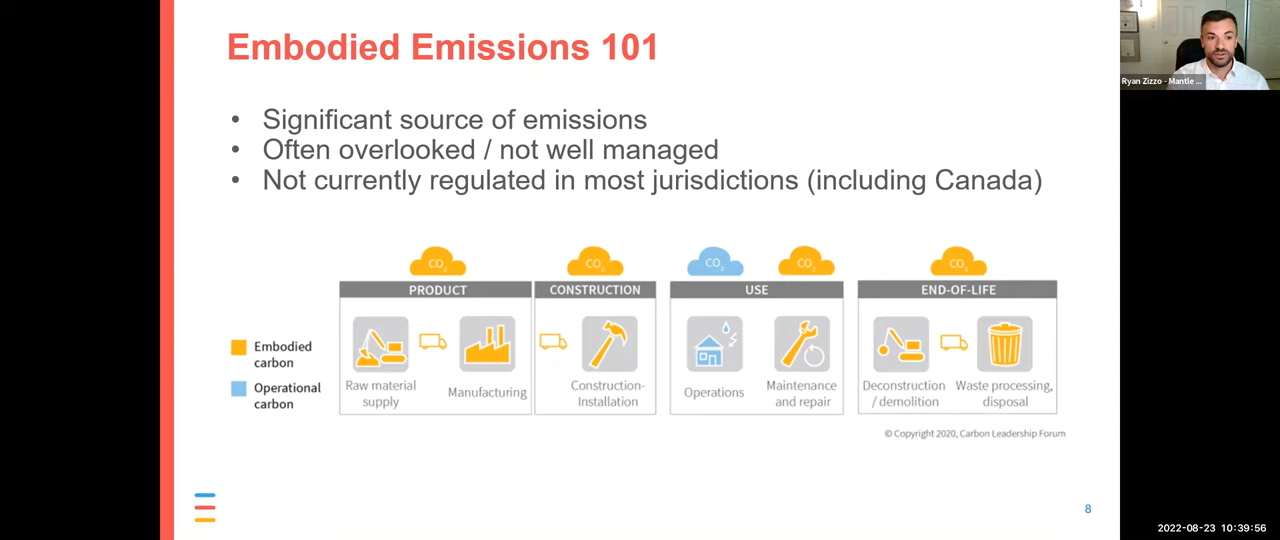 Embodied Emissions 101
• Significant source of emissions
• Often overlooked / not well managed
• Not currently regulated in most jurisdictions (including Canada)
CO₂
CO₂
CO₂
CO₂
CO₂
PRODUCT
CONSTRUCTION
USE
END-OF-LIFE
Embodied
carbon
Operational
carbon
Raw material
supply
Manufacturing
Construction-
Installation
Operations
Maintenance
and repair
Deconstruction
/ demolition
Waste processing,
disposal
© Copyright 2020, Carbon Leadership Forum
8
Ryan Zizzo - Mantle ...
2022-08-23 10:39:56